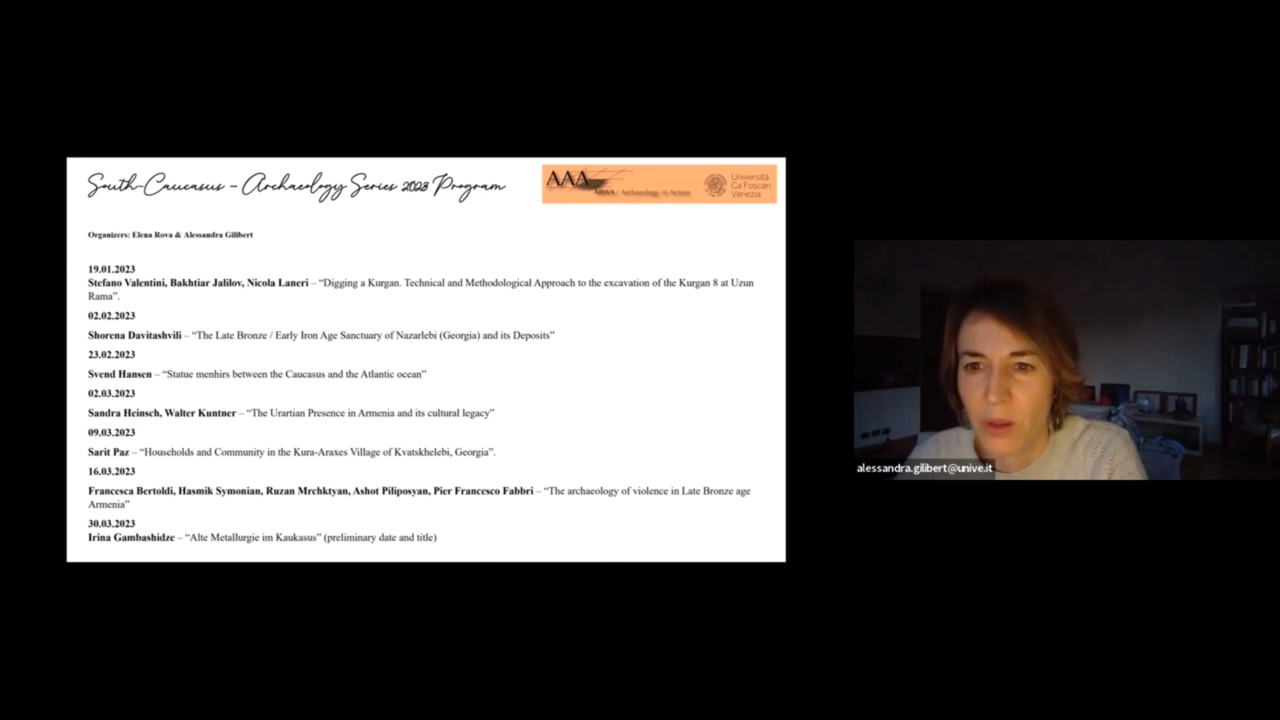 South-Caucasus - Archaeology Series 2023 Program
AAA
ARWA / Archaeology in Action
Università
Ca'Foscari
Venezia
Organizers: Elena Rova & Alessandra Gilibert
19.01.2023
Stefano Valentini, Bakhtiar Jalilov, Nicola Laneri – “Digging a Kurgan. Technical and Methodological Approach to the excavation of the Kurgan 8 at Uzun
Rama”.
02.02.2023
Shorena Davitashvili – “The Late Bronze / Early Iron Age Sanctuary of Nazarlebi (Georgia) and its Deposits”
23.02.2023
Svend Hansen – “Statue menhirs between the Caucasus and the Atlantic ocean”
02.03.2023
Sandra Heinsch, Walter Kuntner – “The Urartian Presence in Armenia and its cultural legacy”
09.03.2023
Sarit Paz – “Households and Community in the Kura-Araxes Village of Kvatskhelebi, Georgia”.
16.03.2023
Francesca Bertoldi, Hasmik Symonian, Ruzan Mrchktyan, Ashot Piliposyan, Pier Francesco Fabbri – “The archaeology of violence in Late Bronze age
Armenia”
30.03.2023
Irina Gambashidze – “Alte Metallurgie im Kaukasus” (preliminary date and title)
alessandra.gilibert@unive.it